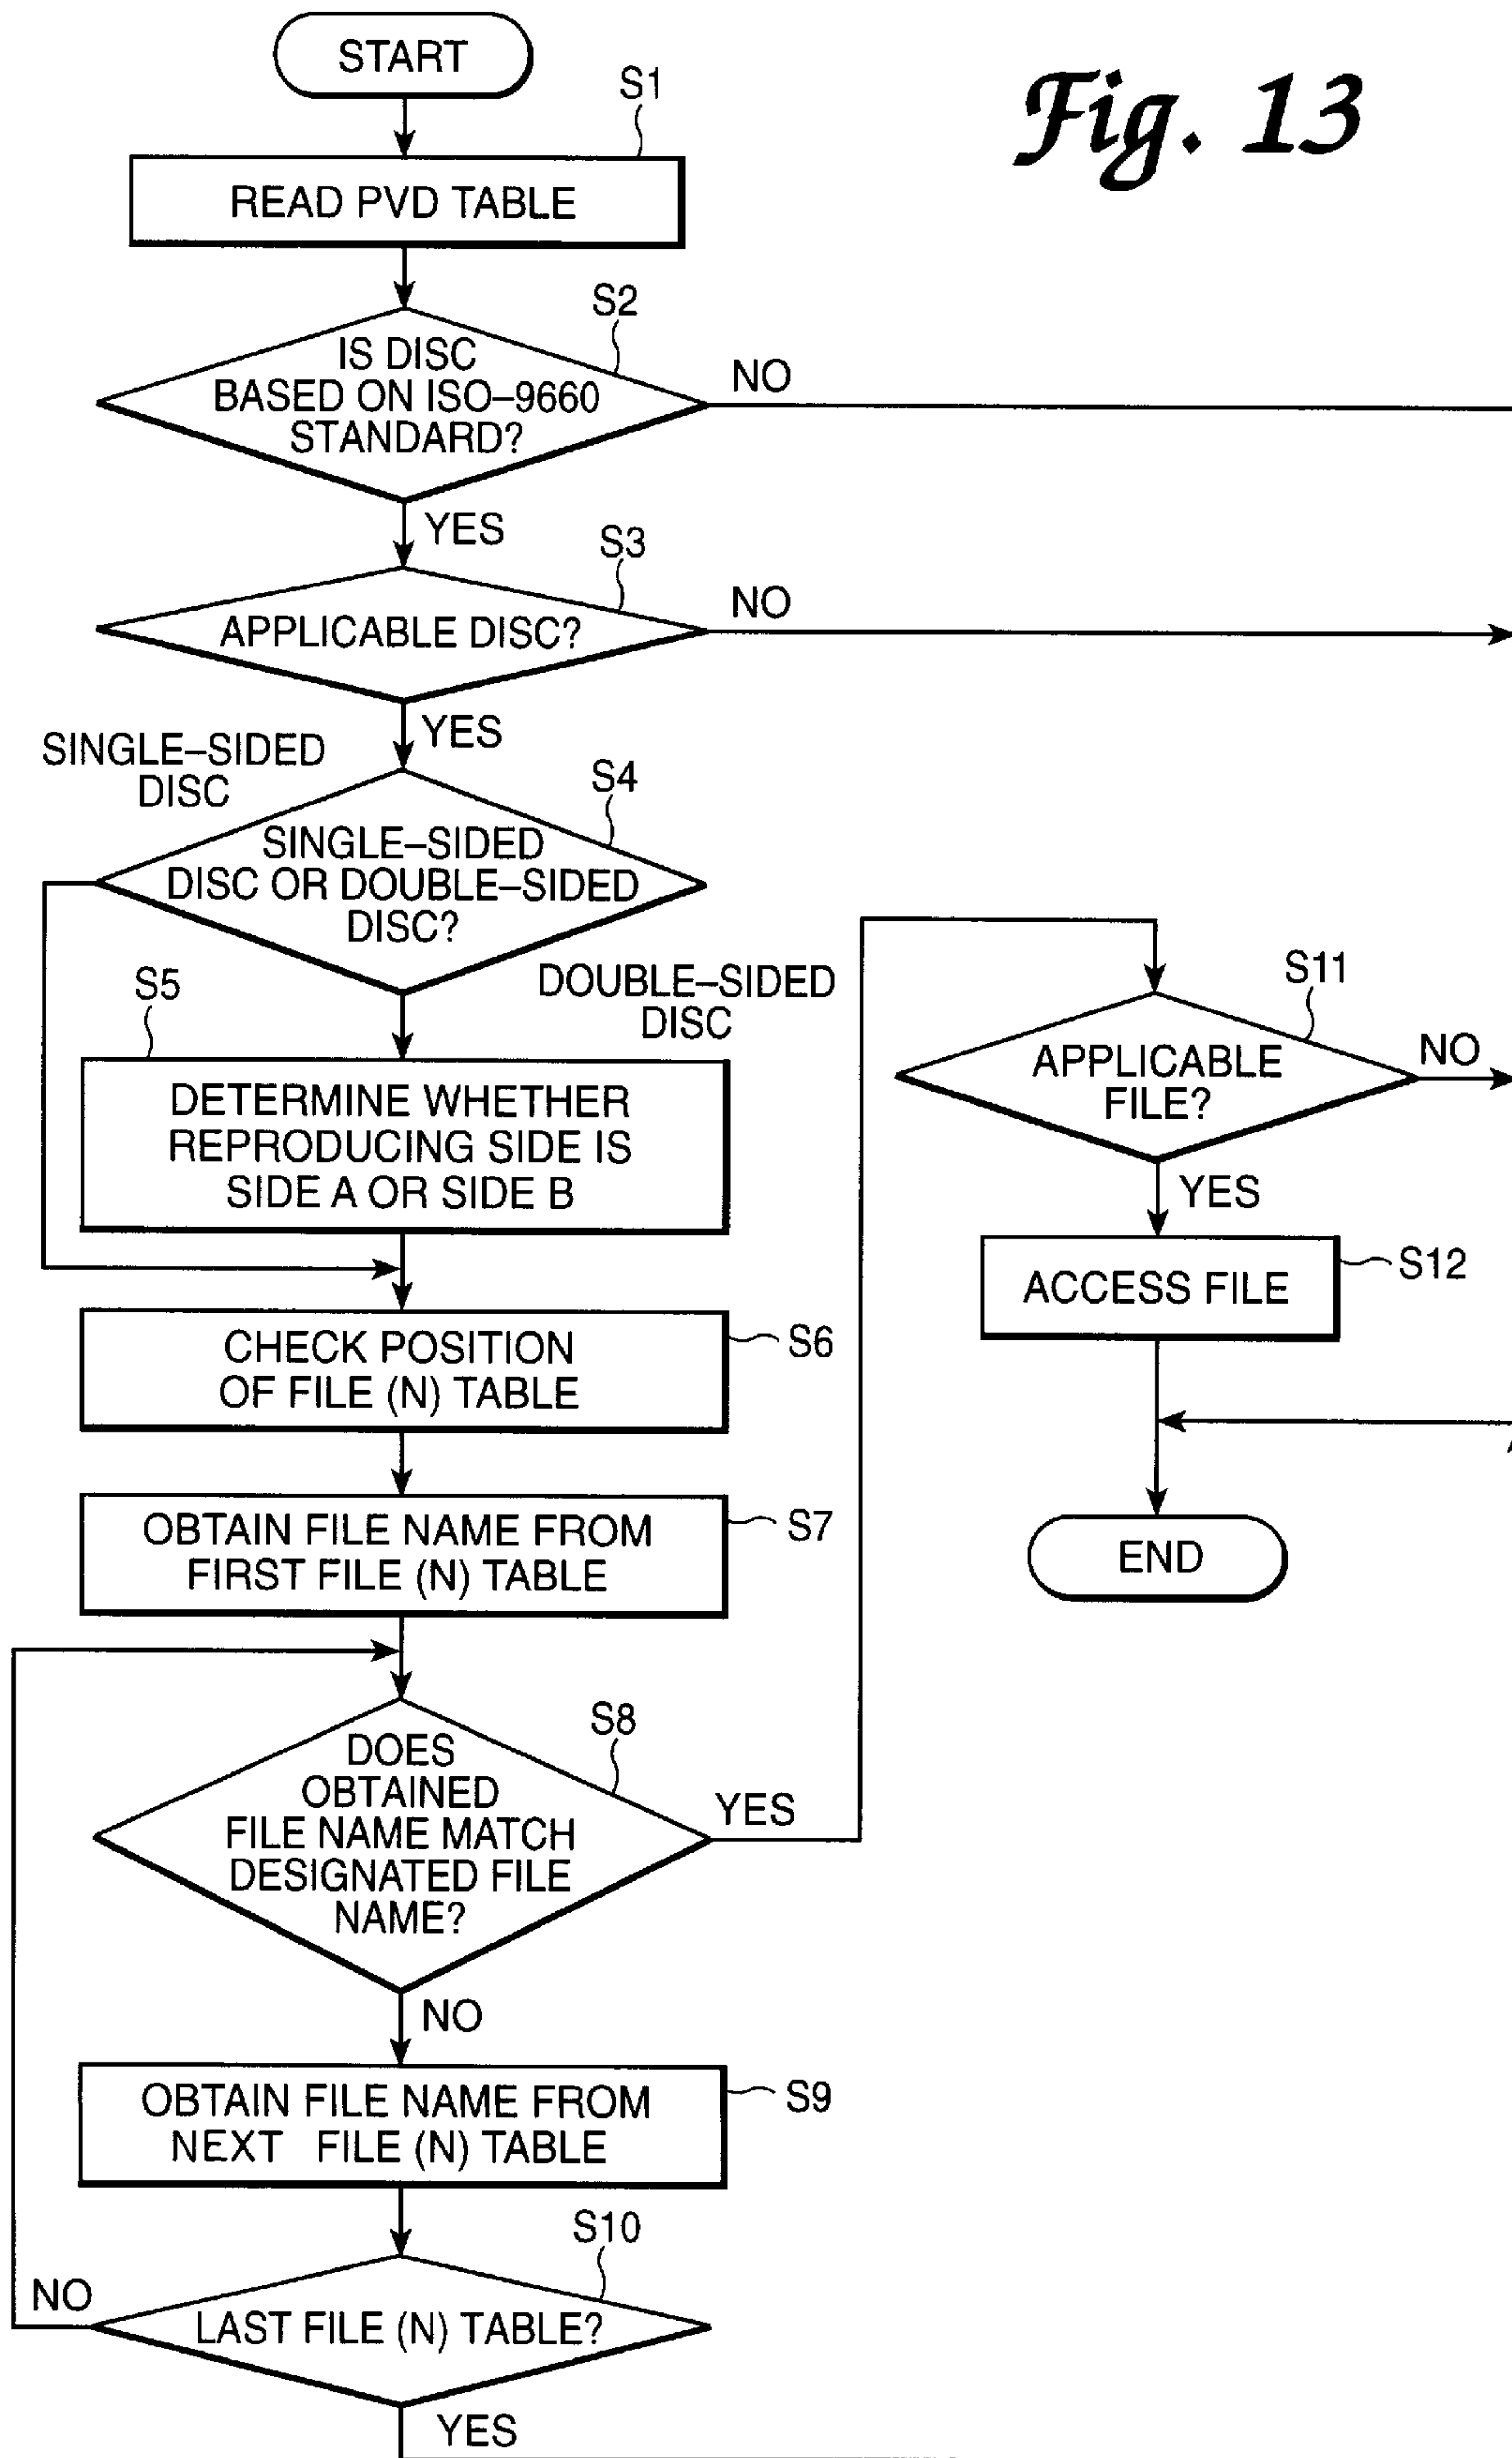 Fig. 13
START
S1
READ PVD TABLE
S2
IS DISC
BASED ON ISO–9660
STANDARD?
NO
YES
S3
APPLICABLE DISC?
NO
YES
SINGLE–SIDED
DISC
S4
SINGLE–SIDED
DISC OR DOUBLE–SIDED
DISC?
DOUBLE–SIDED
DISC
S5
DETERMINE WHETHER
REPRODUCING SIDE IS
SIDE A OR SIDE B
S6
CHECK POSITION
OF FILE (N) TABLE
S7
OBTAIN FILE NAME FROM
FIRST FILE (N) TABLE
S8
DOES
OBTAINED
FILE NAME MATCH
DESIGNATED FILE
NAME?
YES
NO
S9
OBTAIN FILE NAME FROM
NEXT FILE (N) TABLE
S10
LAST FILE (N) TABLE?
NO
YES
S11
APPLICABLE
FILE?
NO
YES
S12
ACCESS FILE
END